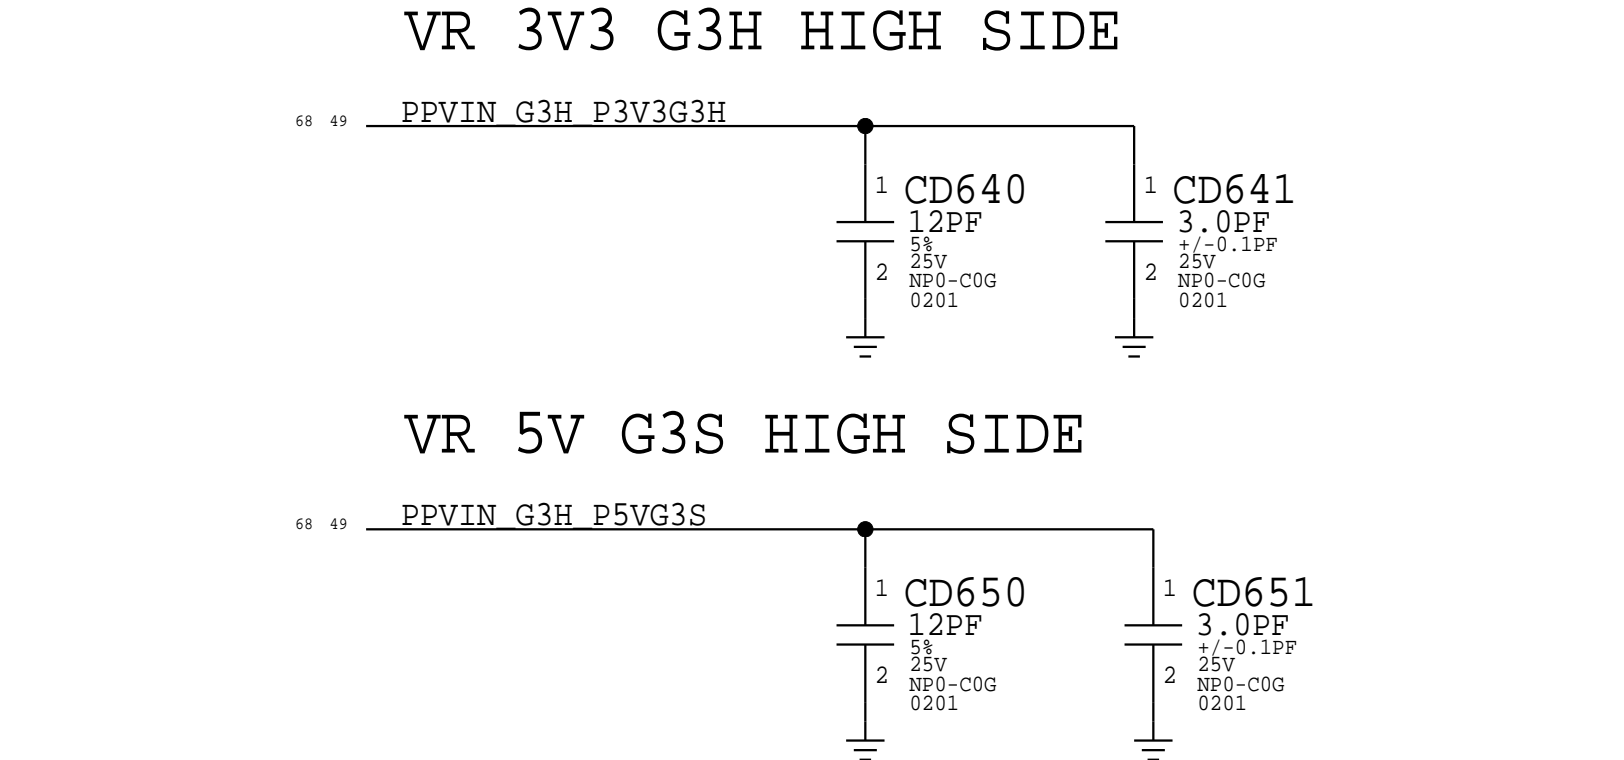 VR 3V3 G3H HIGH SIDE
68 49 PPVIN_G3H_P3V3G3H
1 CD640
12PF
5%
25V
2 NP0-C0G
0201
1 CD641
3.0PF
+/-0.1PF
25V
2 NP0-C0G
0201
VR 5V G3S HIGH SIDE
68 49 PPVIN_G3H_P5VG3S
1 CD650
12PF
5%
25V
2 NP0-C0G
0201
1 CD651
3.0PF
+/-0.1PF
25V
2 NP0-C0G
0201